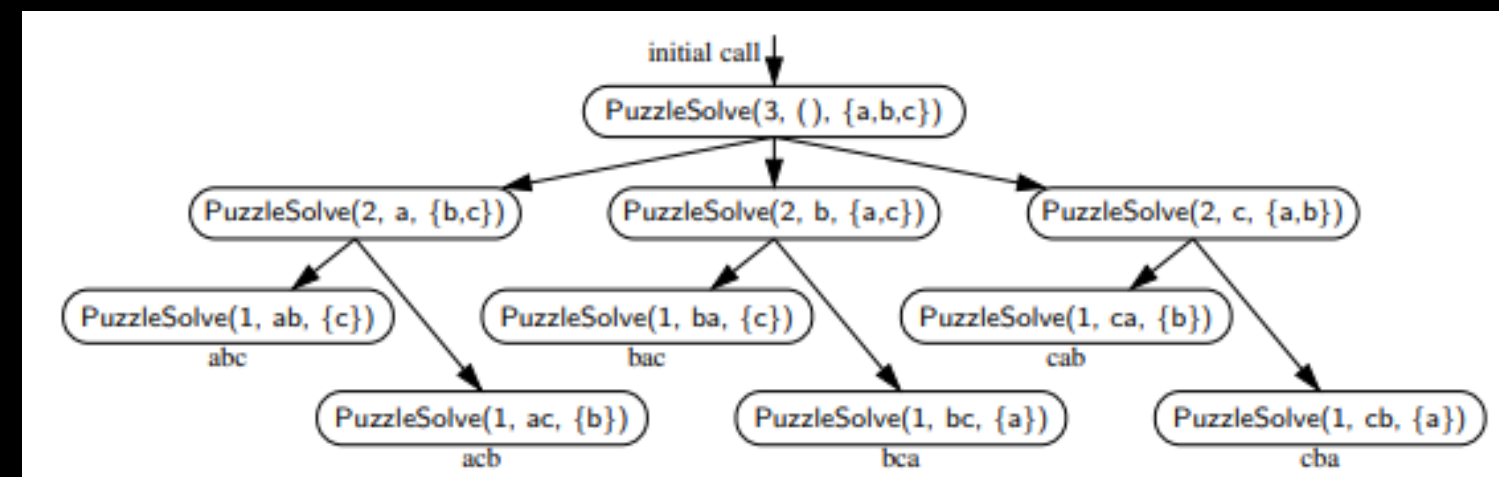 initial call
PuzzleSolve(3, ( ), {a,b,c})
PuzzleSolve(2, a, {b,c})
PuzzleSolve(2, b, {a,c})
PuzzleSolve(2, c, {a,b})
PuzzleSolve(1, ab, {c})
PuzzleSolve(1, ba, {c})
PuzzleSolve(1, ca, {b})
abc
bac
cab
PuzzleSolve(1, ac, {b})
PuzzleSolve(1, bc, {a})
PuzzleSolve(1, cb, {a})
acb
bca
cba